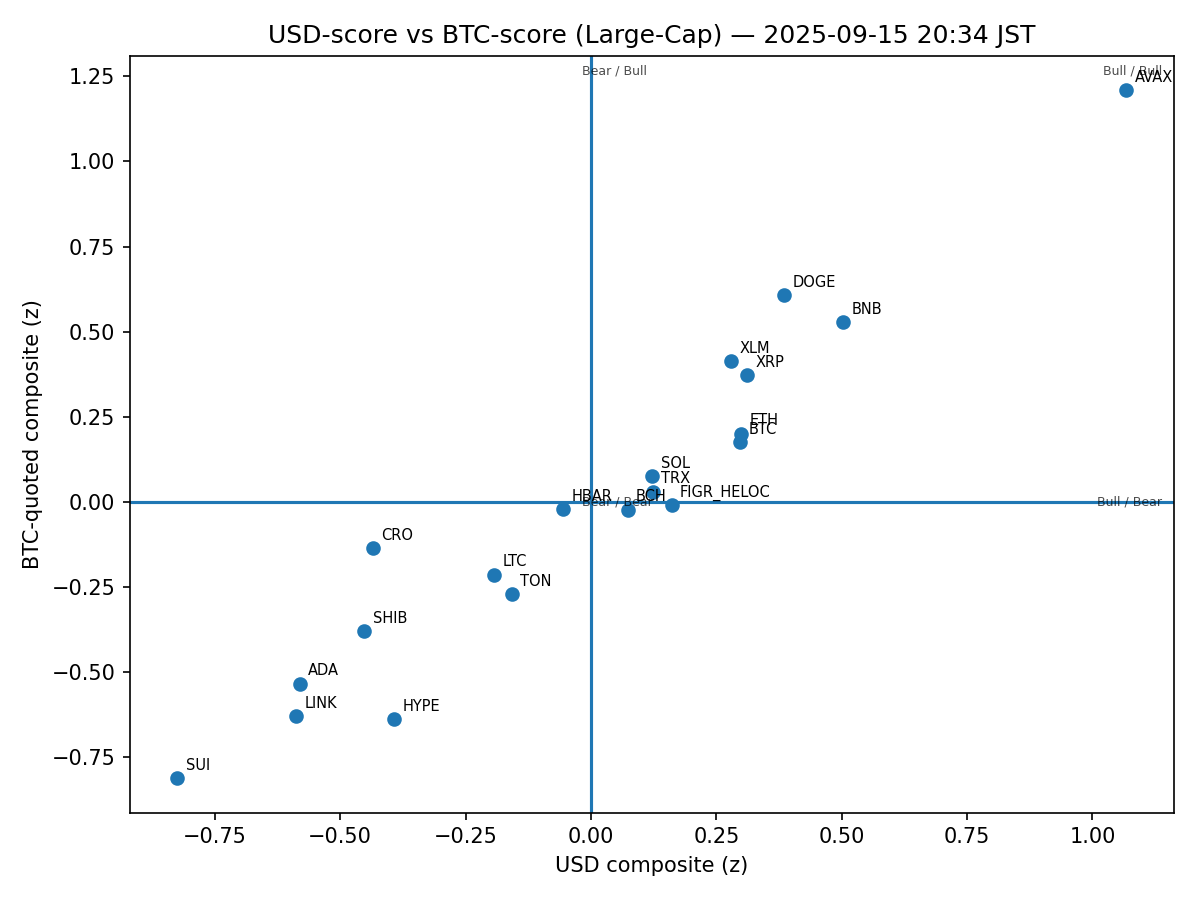 USD-score vs BTC-score (Large-Cap) — 2025-09-15 20:34 JST
Bear / Bull
Bull / Bull
AVAX
1.25
1.00
0.75
DOGE
BNB
0.50
XLM
XRP
0.25
ETH
BTC
SOL
TRX
FIGR_HELOC
HBAR
BCH
Bear / Bear
Bull / Bear
0.00
CRO
LTC
−0.25
TON
SHIB
−0.50
ADA
LINK
HYPE
−0.75
SUI
BTC-quoted composite (z)
−0.75
−0.50
−0.25
0.00
0.25
0.50
0.75
1.00
USD composite (z)